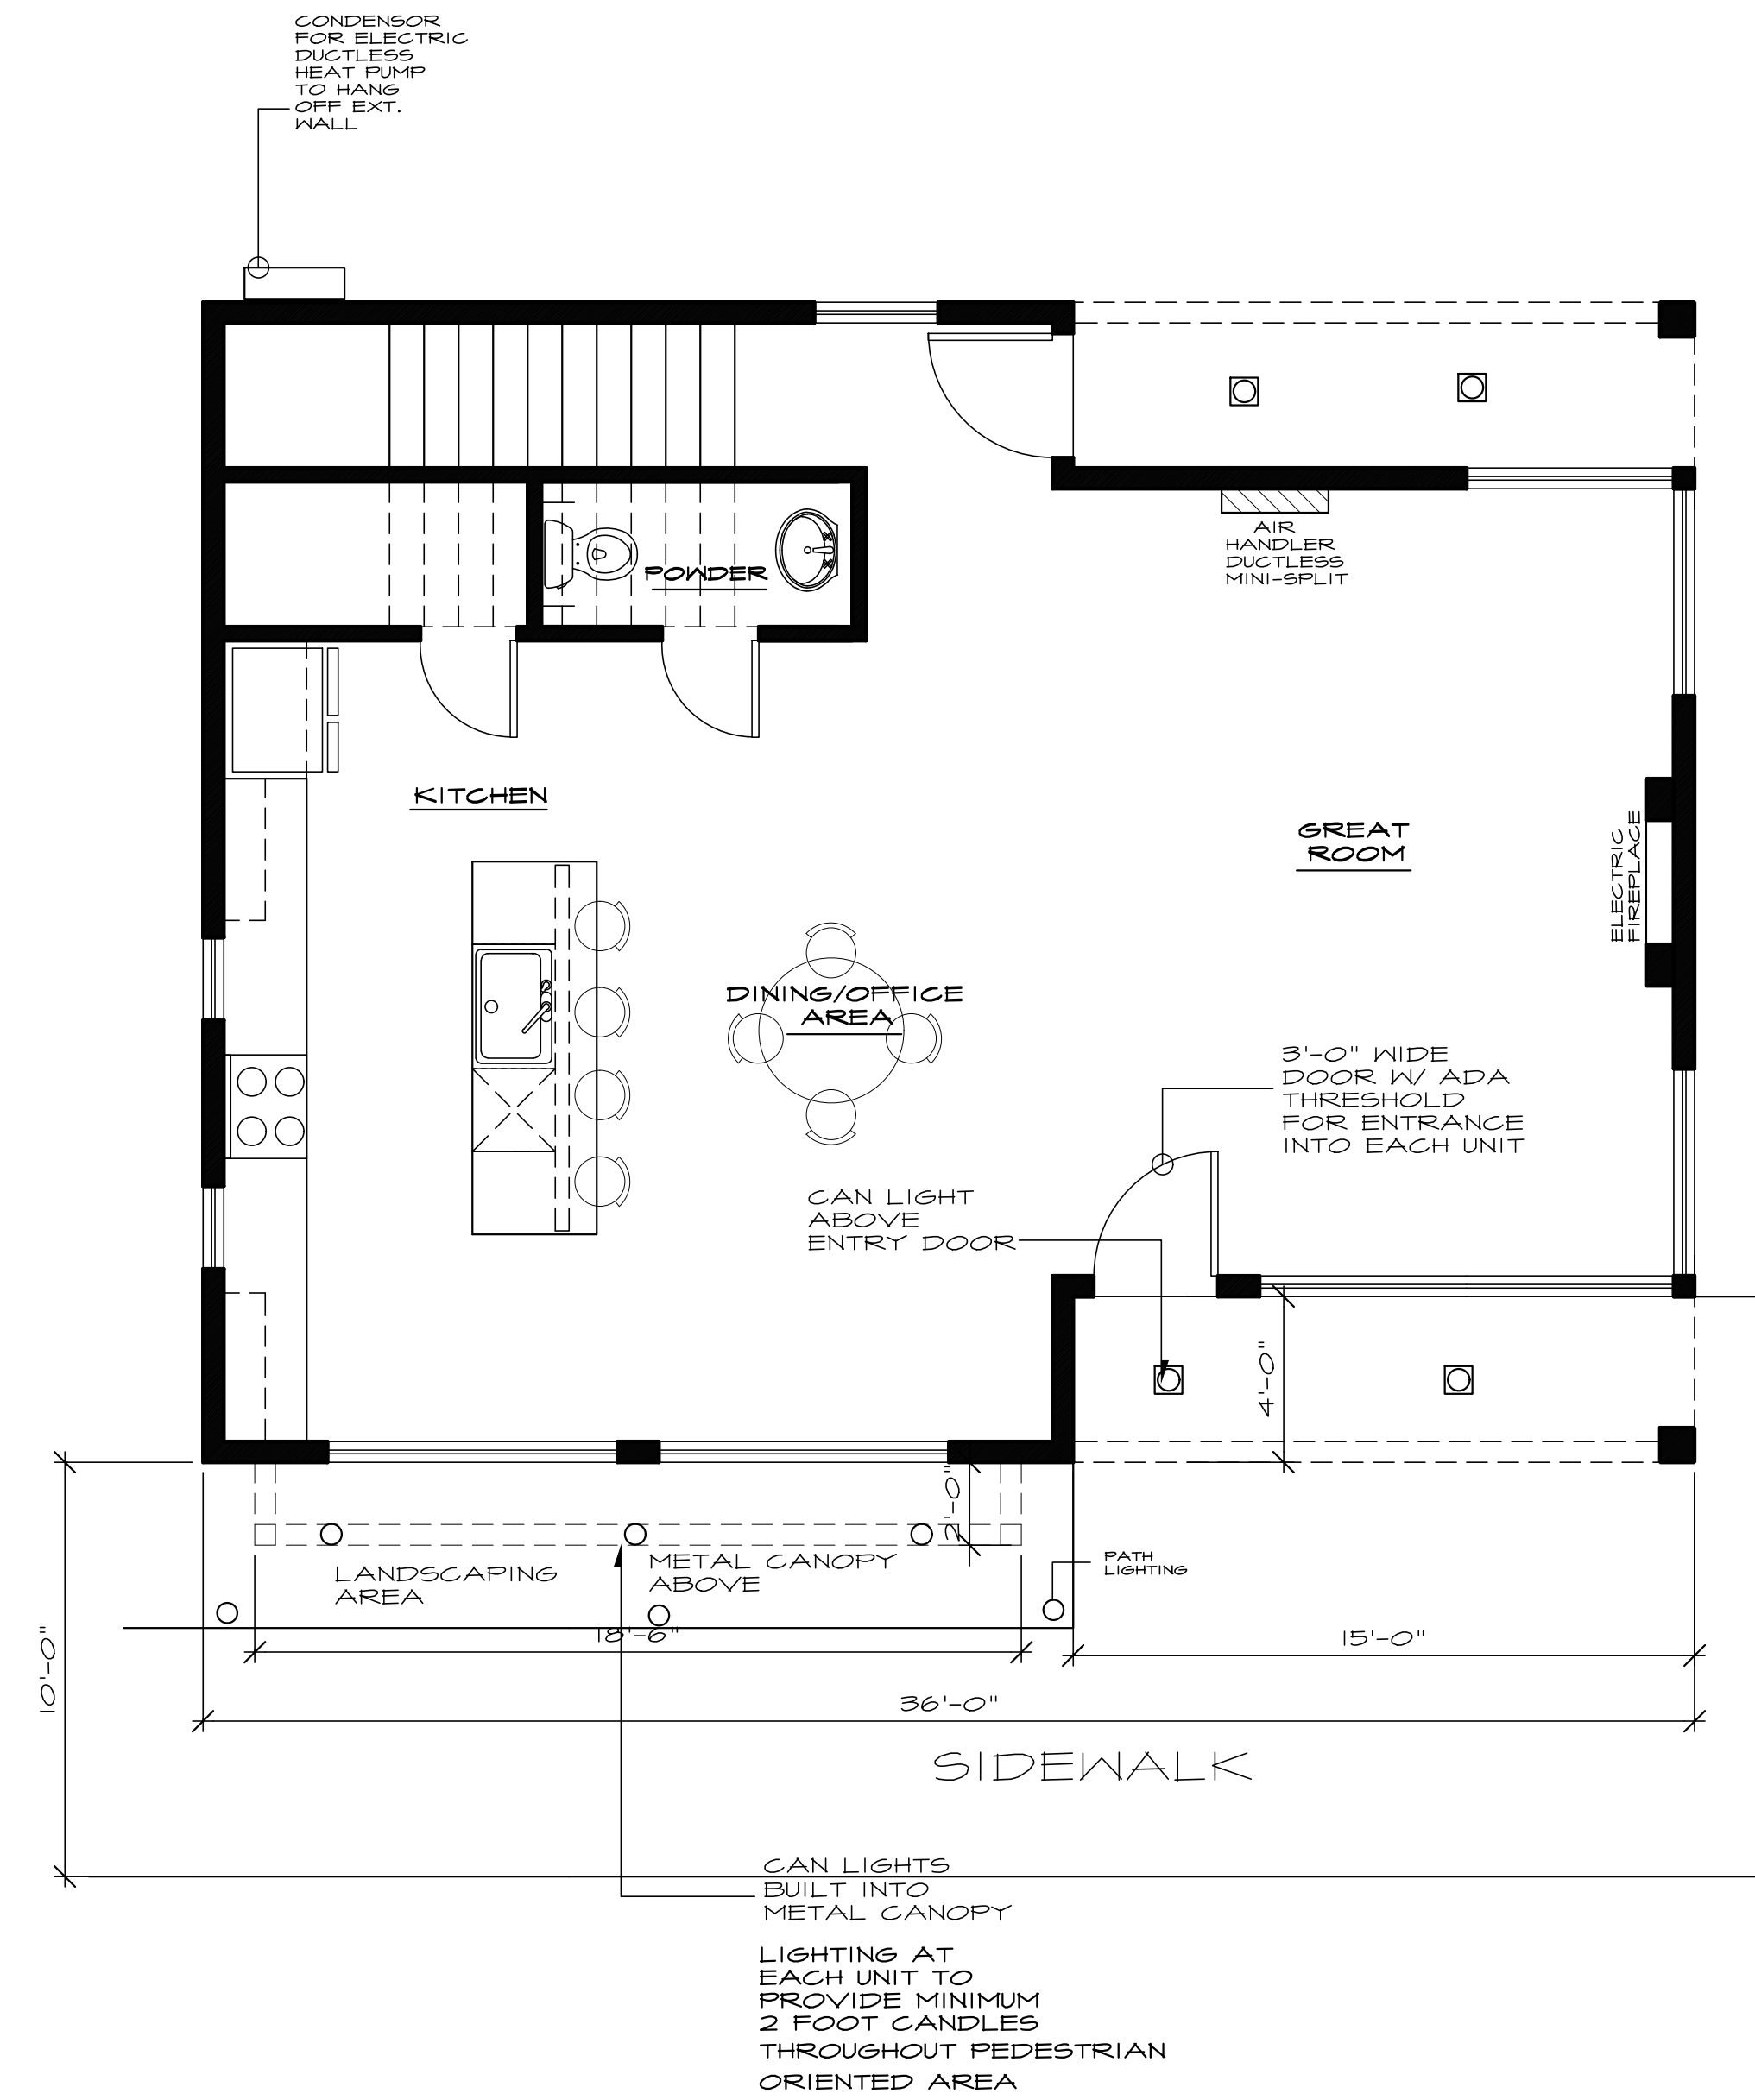 CONDENSOR
FOR ELECTRIC
DUCTLESS
HEAT PUMP
TO HANG
OFF EXT.
WALL
AIR
HANDLER
DUCTLESS
MINI-SPLIT
POWDER
KITCHEN
GREAT
ROOM
ELECTRIC
FIREPLACE
DINING/OFFICE
AREA
3'-0" WIDE
DOOR W/ ADA
THRESHOLD
FOR ENTRANCE
INTO EACH UNIT
CAN LIGHT
ABOVE
ENTRY DOOR
4'-0"
2'-0"
LANDSCAPING
AREA
METAL CANOPY
ABOVE
PATH
LIGHTING
18'-6"
15'-0"
10'-0"
36'-0"
SIDEWALK
CAN LIGHTS
BUILT INTO
METAL CANOPY
LIGHTING AT
EACH UNIT TO
PROVIDE MINIMUM
2 FOOT CANDLES
THROUGHOUT PEDESTRIAN
ORIENTED AREA